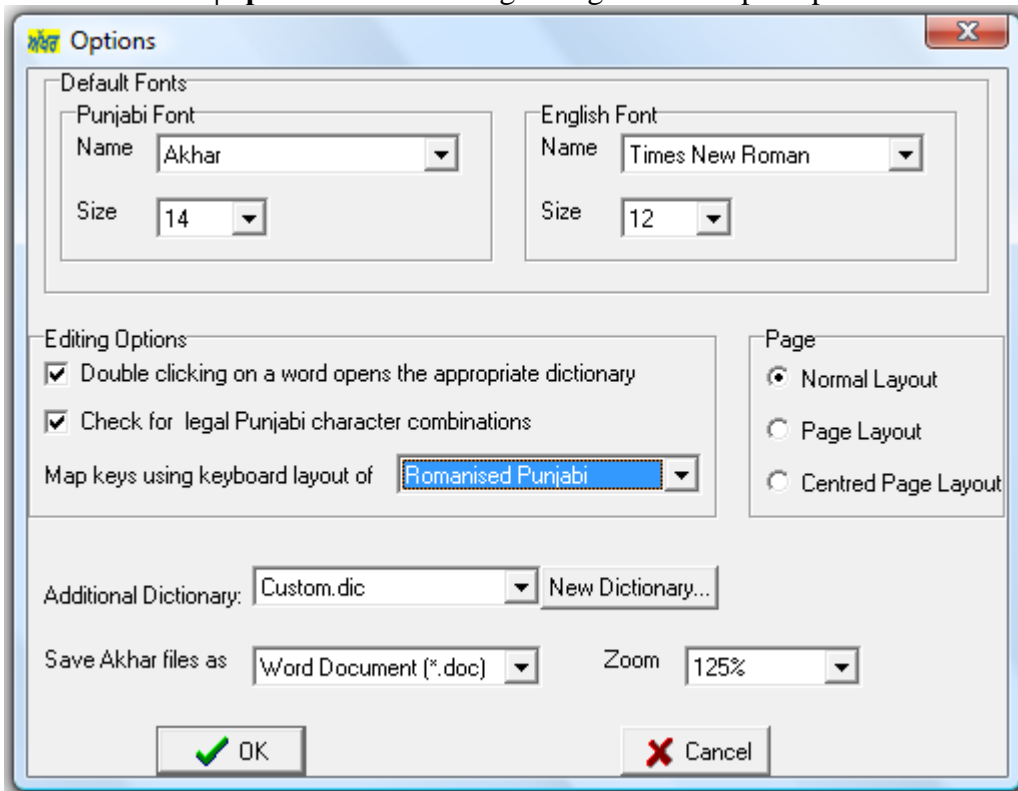 ਅੱਖਰ Options
Default Fonts
Punjabi Font
Name Akhar
Size 14
English Font
Name Times New Roman
Size 12
Editing Options
Double clicking on a word opens the appropriate dictionary
Check for legal Punjabi character combinations
Map keys using keyboard layout of Romanised Punjabi
Page
Normal Layout
Page Layout
Centred Page Layout
Additional Dictionary: Custom.dic New Dictionary...
Save Akhar files as Word Document (*.doc) Zoom 125%
OK Cancel